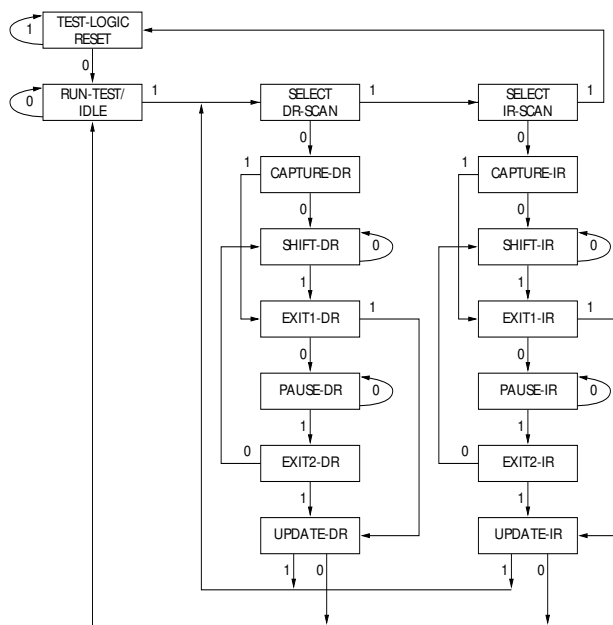 TEST-LOGIC
RESET
1
0
RUN-TEST/
IDLE
0
1
SELECT
DR-SCAN
1
SELECT
IR-SCAN
1
0
0
1
CAPTURE-DR
1
CAPTURE-IR
0
0
SHIFT-DR
0
SHIFT-IR
0
1
1
EXIT1-DR
1
EXIT1-IR
1
0
0
PAUSE-DR
0
PAUSE-IR
0
1
1
0
EXIT2-DR
0
EXIT2-IR
1
1
UPDATE-DR
UPDATE-IR
1
0
1
0